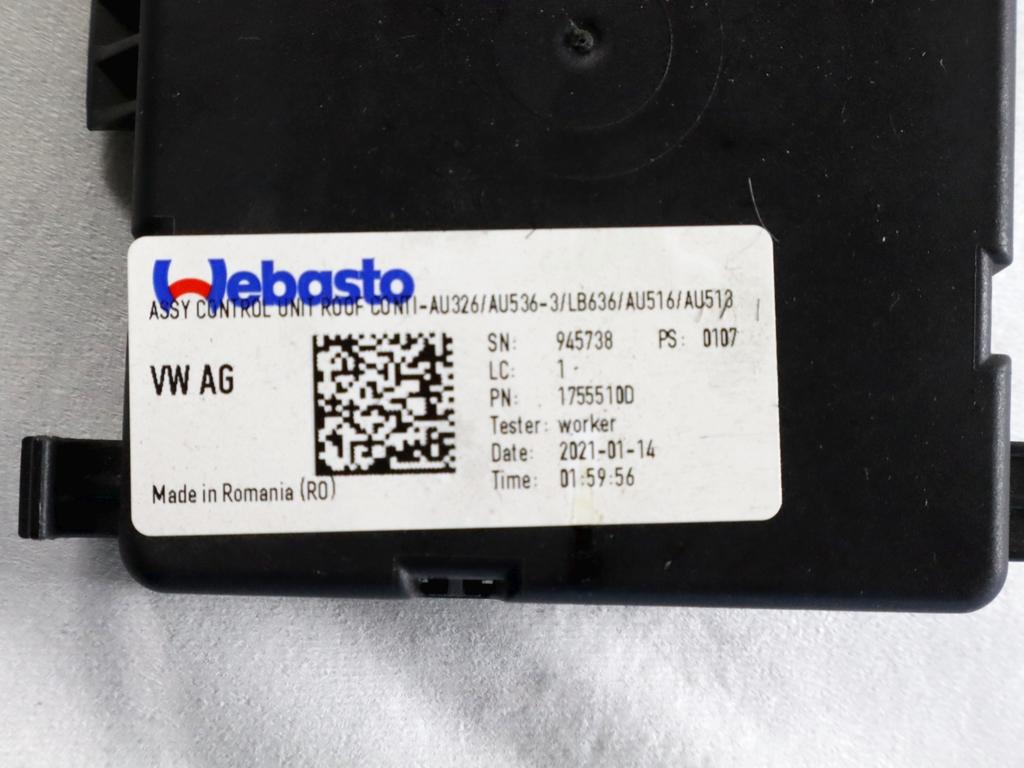 Webasto
ASSY CONTROL UNIT ROOF CONTI-AU326/AU536-3/LB636/AU516/AU513
VW AG
SN: 945738 PS: 0107
LC: 1
PN: 1755510D
Tester: worker
Date: 2021-01-14
Time: 01:59:56
Made in Romania (RO)